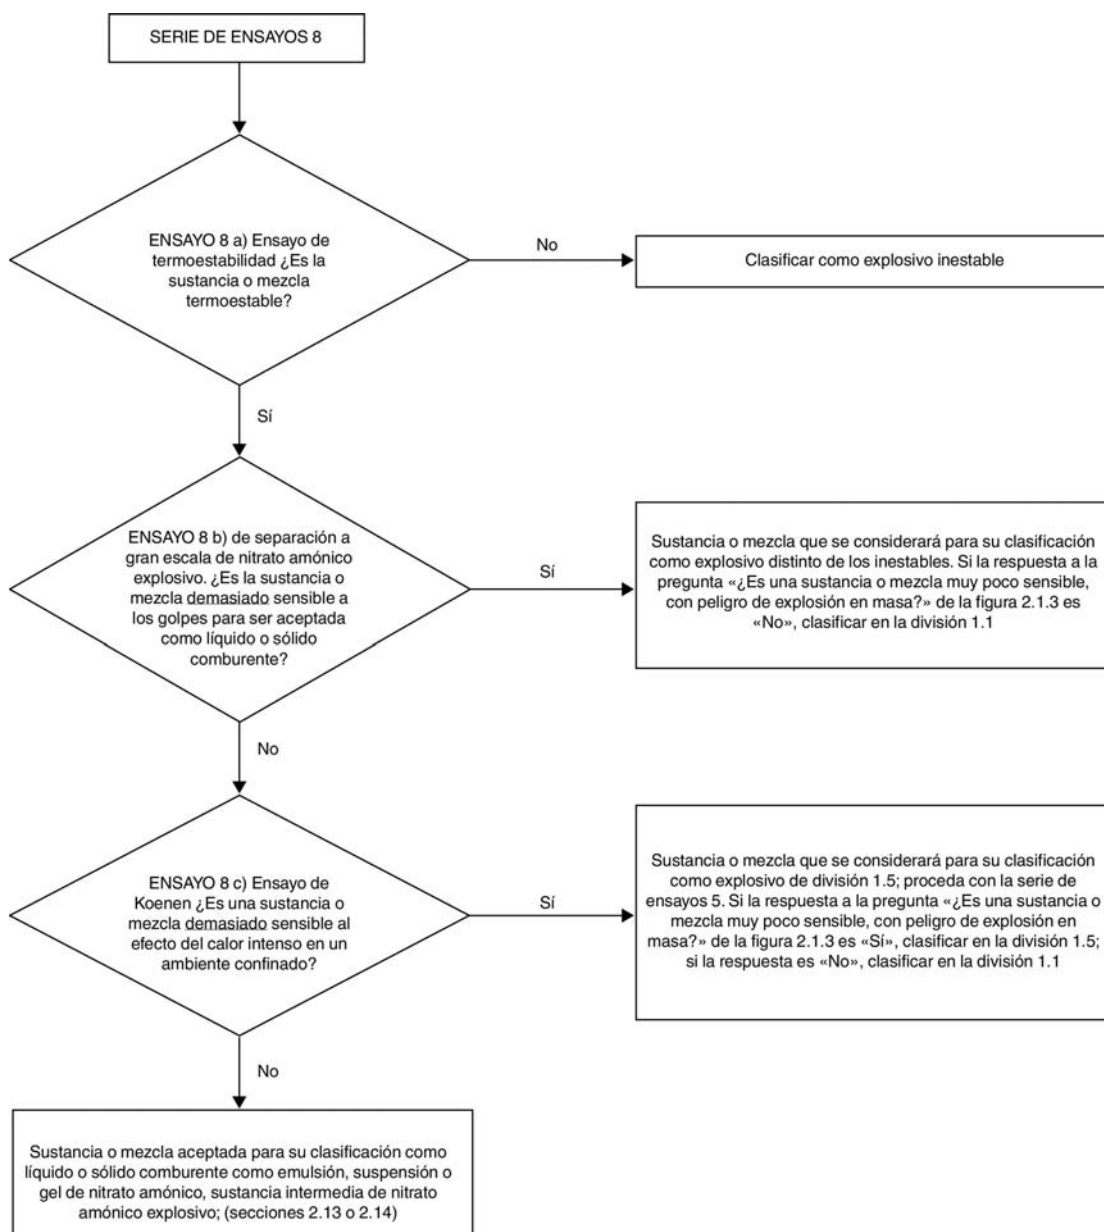 SERIE DE ENSAYOS 8
ENSAYO 8 a) Ensayo de
termoestabilidad ¿Es la
sustancia o mezcla
termoestable?
No
Clasificar como explosivo inestable
Sí
ENSAYO 8 b) de separación a
gran escala de nitrato amónico
explosivo. ¿Es la sustancia o
mezcla demasiado sensible a
los golpes para ser aceptada
como líquido o sólido
comburente?
Sí
Sustancia o mezcla que se considerará para su clasificación
como explosivo distinto de los inestables. Si la respuesta a la
pregunta «¿Es una sustancia o mezcla muy poco sensible,
con peligro de explosión en masa?» de la figura 2.1.3 es
«No», clasificar en la división 1.1
No
ENSAYO 8 c) Ensayo de
Koenen ¿Es una sustancia o
mezcla demasiado sensible al
efecto del calor intenso en un
ambiente confinado?
Sí
Sustancia o mezcla que se considerará para su clasificación
como explosivo de división 1.5; proceda con la serie de
ensayos 5. Si la respuesta a la pregunta «¿Es una sustancia o
mezcla muy poco sensible, con peligro de explosión en
masa?» de la figura 2.1.3 es «Sí», clasificar en la división 1.5;
si la respuesta es «No», clasificar en la división 1.1
No
Sustancia o mezcla aceptada para su clasificación como
líquido o sólido comburente como emulsión, suspensión o
gel de nitrato amónico, sustancia intermedia de nitrato
amónico explosivo; (secciones 2.13 o 2.14)